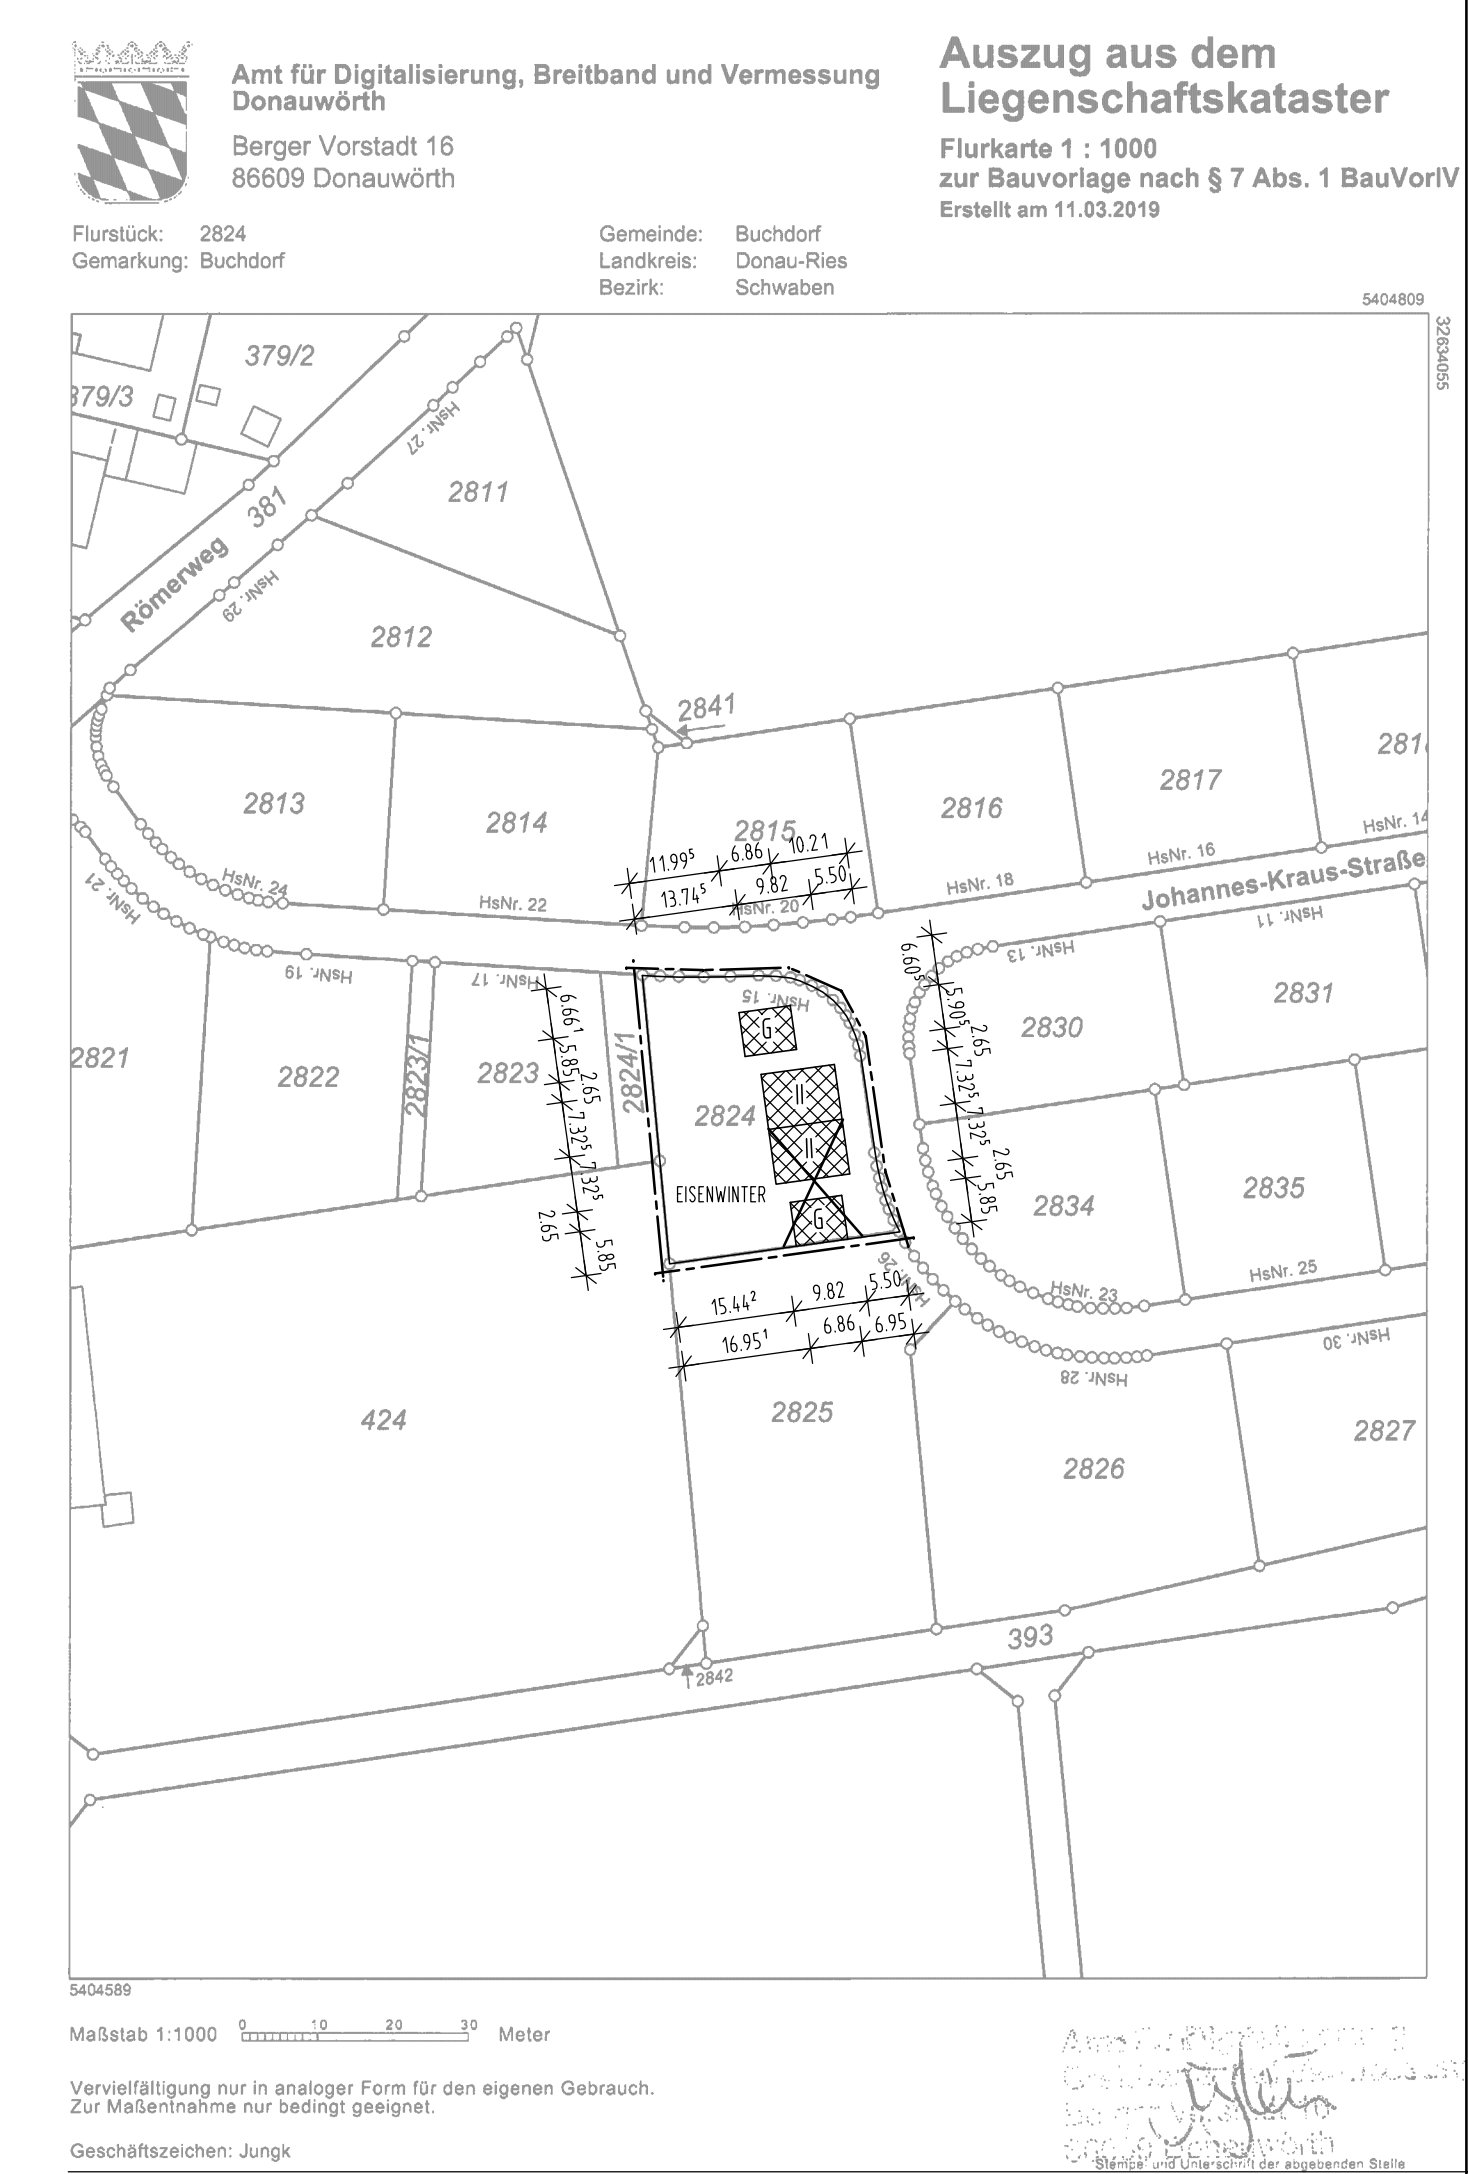 Amt für Digitalisierung, Breitband und Vermessung
Donauwörth
Berger Vorstadt 16
86609 Donauwörth
Auszug aus dem
Liegenschaftskataster
Flurkarte 1 : 1000
zur Bauvorlage nach § 7 Abs. 1 BauVorlV
Erstellt am 11.03.2019
Flurstück: 2824
Gemarkung: Buchdorf
Gemeinde: Buchdorf
Landkreis: Donau-Ries
Bezirk: Schwaben
5404809
32634055
379/2
379/3
HsNr. 27
2811
381
Römerweg
HsNr. 29
2812
2841
2813
2814
2815
2816
2817
281
HsNr. 14
HsNr. 16
HsNr. 18
Johannes-Kraus-Straße
11.99⁵ 6.86 10.21
13.74⁵ 9.82 5.50
HsNr. 20
HsNr. 22
HsNr. 24
HsNr. 21
HsNr. 19
HsNr. 17
HsNr. 15
HsNr. 13
HsNr. 11
6.66¹
5.85
2.65
7.32⁵
7.32⁵
2.65
5.85
6.60⁵
5.90⁵
2.65
7.32⁵
7.32⁵
2.65
5.85
2821
2822
2823/1
2823
2824/1
2824
G
II
II
G
EISENWINTER
2830
2831
2834
2835
HsNr. 23
HsNr. 25
HsNr. 26
15.44² 9.82 5.50
16.95¹ 6.86 6.95
HsNr. 28
HsNr. 30
424
2825
2826
2827
393
2842
5404589
Maßstab 1:1000 0 10 20 30 Meter
Vervielfältigung nur in analoger Form für den eigenen Gebrauch.
Zur Maßentnahme nur bedingt geeignet.
Geschäftszeichen: Jungk
Stempel und Unterschrift der abgebenden Stelle